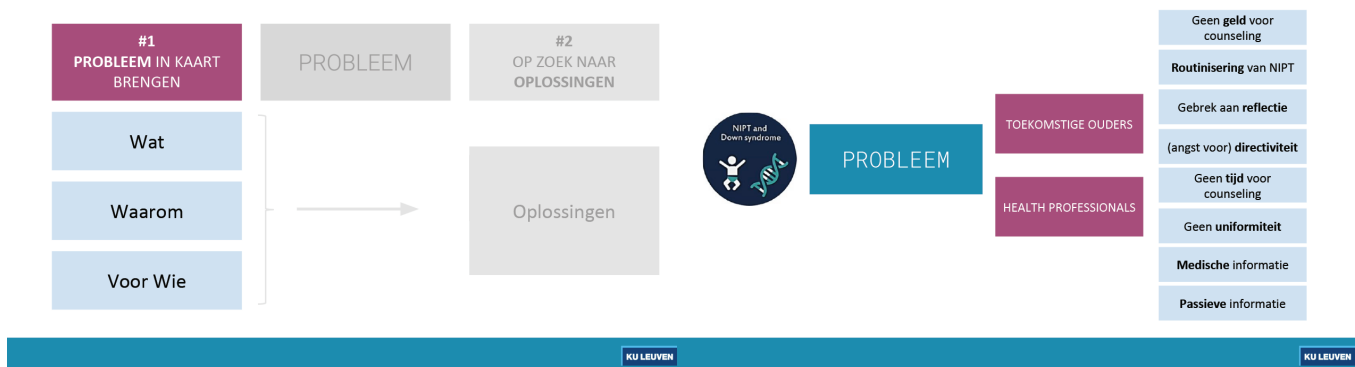 #1
PROBLEEM IN KAART
BRENGEN
PROBLEEM
#2
OP ZOEK NAAR
OPLOSSINGEN
Wat
Waarom
Voor Wie
Oplossingen
KU LEUVEN
NIPT and
Down syndrome
PROBLEEM
TOEKOMSTIGE OUDERS
HEALTH PROFESSIONALS
Geen geld voor
counseling
Routinisering van NIPT
Gebrek aan reflectie
(angst voor) directiviteit
Geen tijd voor
counseling
Geen uniformiteit
Medische informatie
Passieve informatie
KU LEUVEN